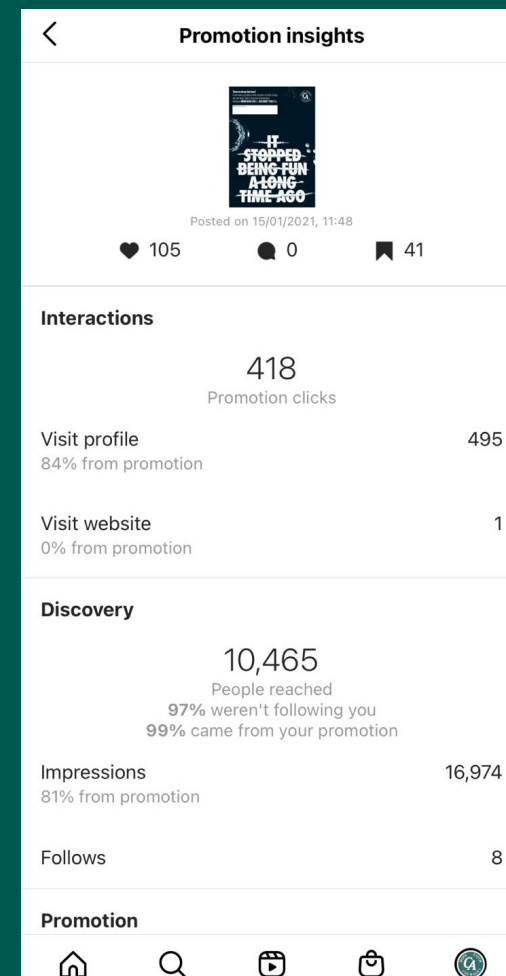 Promotion insights
IT
STOPPED
BEING FUN
A LONG
TIME AGO
Posted on 15/01/2021, 11:48
105
0
41
Interactions
418
Promotion clicks
Visit profile
495
84% from promotion
Visit website
1
0% from promotion
Discovery
10,465
People reached
97% weren't following you
99% came from your promotion
Impressions
16,974
81% from promotion
Follows
8
Promotion